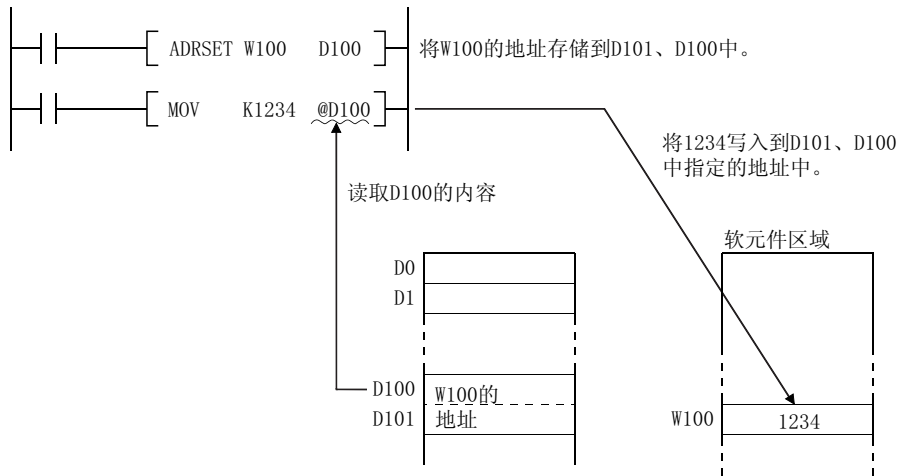 ADRSET W100 D100
将W100的地址存储到D101、D100中。
MOV K1234 @D100
将1234写入到D101、D100
中指定的地址中。
读取D100的内容
软元件区域
D0
D1
D100
W100的
D101
地址
W100
1234